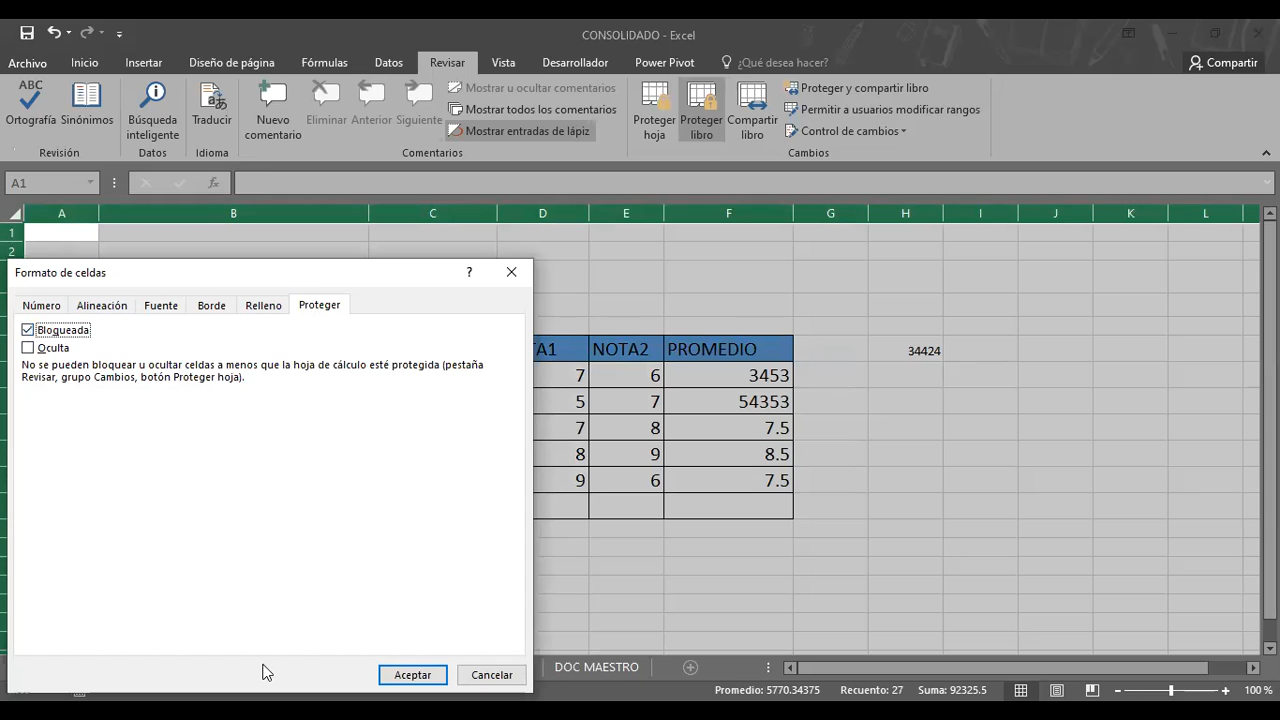 CONSOLIDADO - Excel
Archivo Inicio Insertar Diseño de página Fórmulas Datos Revisar Vista Desarrollador Power Pivot ¿Qué desea hacer? Compartir
ABC
Ortografía
Sinónimos
Búsqueda
inteligente
Traducir
Nuevo
comentario
Eliminar
Anterior
Siguiente
Mostrar u ocultar comentarios
Mostrar todos los comentarios
Mostrar entradas de lápiz
Proteger
hoja
Proteger
libro
Compartir
libro
Proteger y compartir libro
Permitir a usuarios modificar rangos
Control de cambios
Revisión Datos Idioma Comentarios Cambios
A1 fx
A B C D E F G H I J K L
1
2
Formato de celdas ?
Número Alineación Fuente Borde Relleno Proteger
Bloqueada
Oculta
No se pueden bloquear u ocultar celdas a menos que la hoja de cálculo esté protegida (pestaña
Revisar, grupo Cambios, botón Proteger hoja).
Aceptar Cancelar
TA1 NOTA2 PROMEDIO 34424
7 6 3453
5 7 54353
7 8 7.5
8 9 8.5
9 6 7.5
DOC MAESTRO
Promedio: 5770.34375 Recuento: 27 Suma: 92325.5 100 %